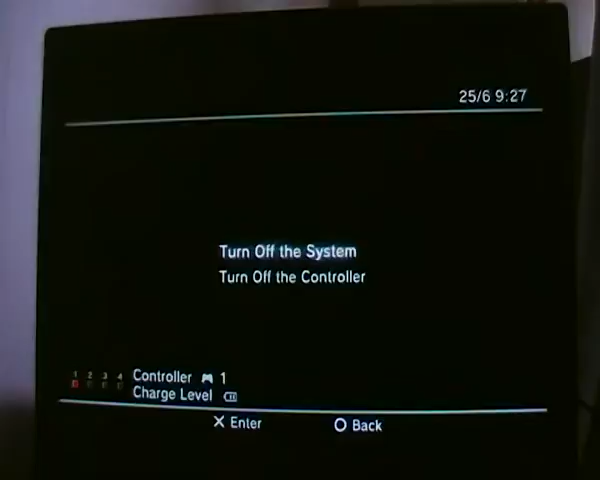 25/6 9:27
Turn Off the System
Turn Off the Controller
1 2 3 4
Controller 1
Charge Level
X Enter
O Back